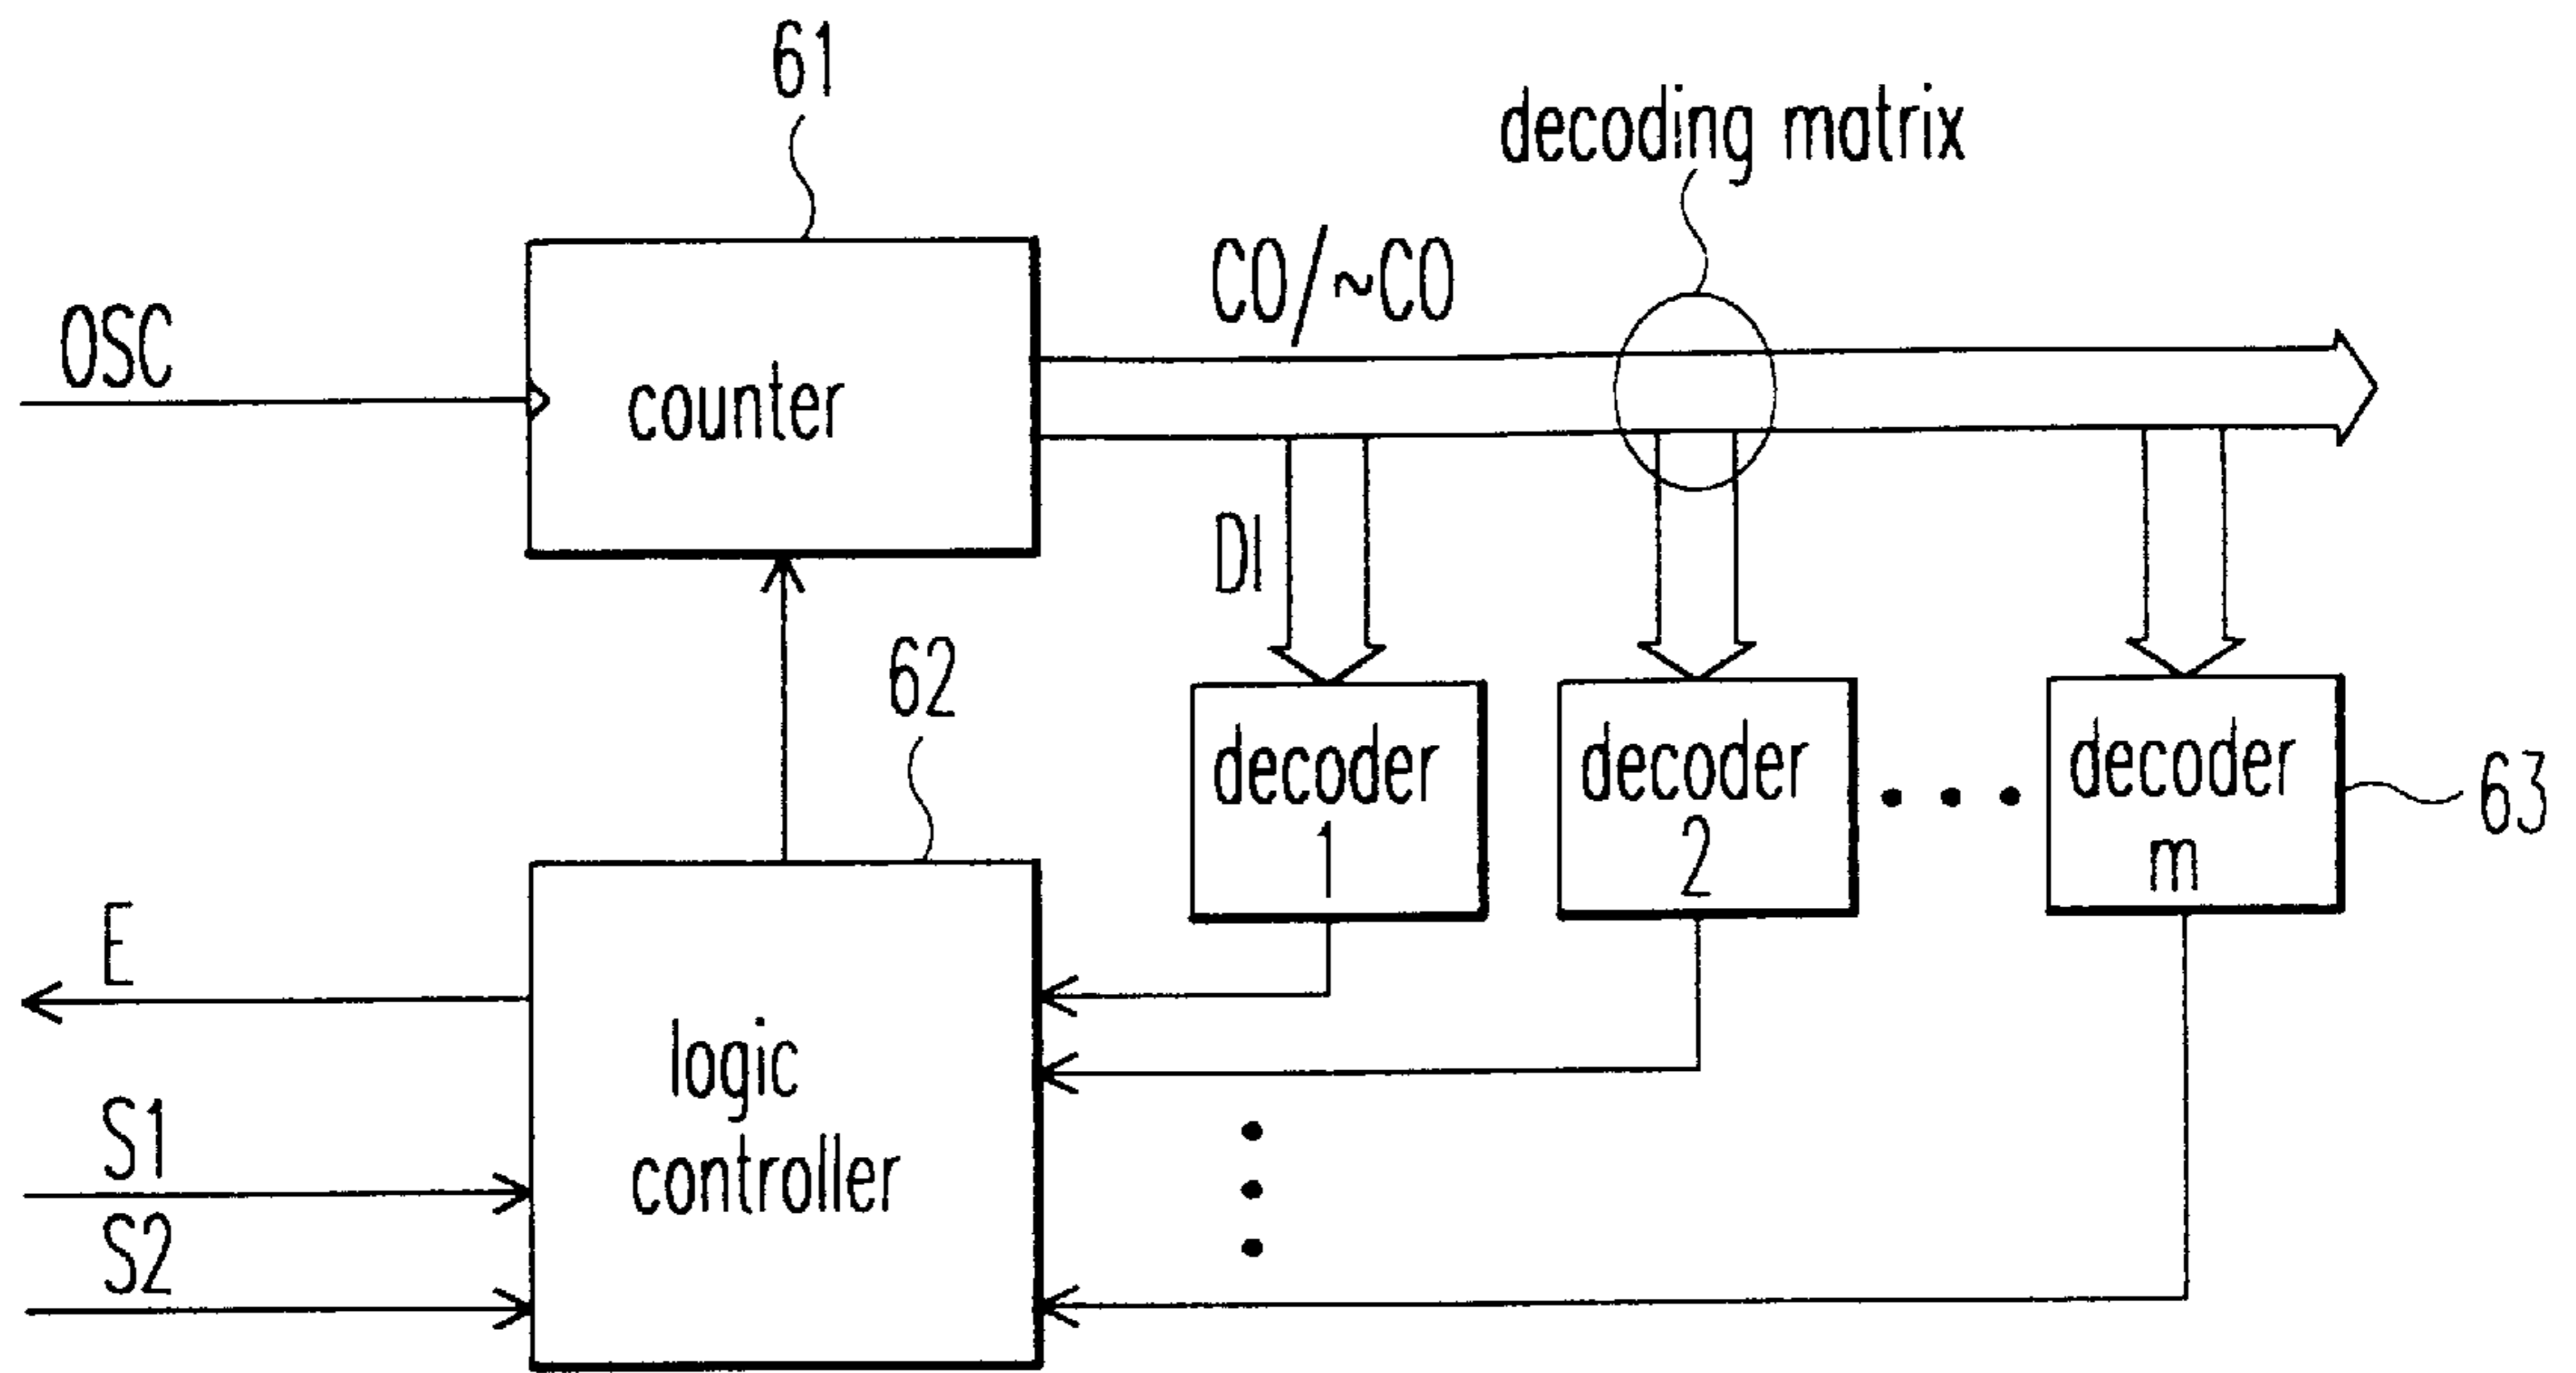 61
decoding matrix
CO/~CO
OSC
counter
DI
62
decoder
1
decoder
2
decoder
m
63
E
logic
controller
S1
S2